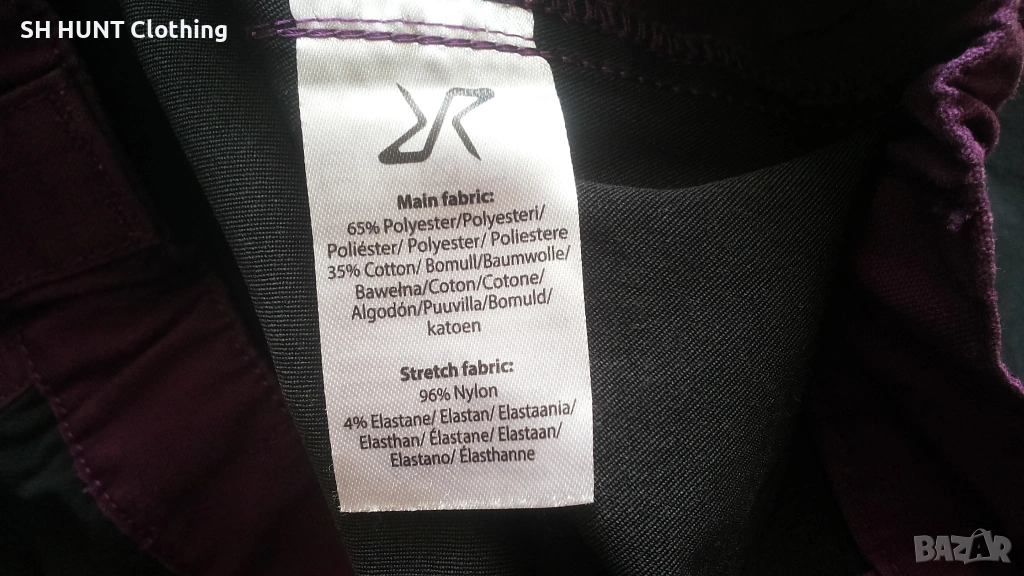 SH HUNT Clothing
Main fabric:
65% Polyester/Polyesteri/
Poliéster/ Polyester/ Poliestere
35% Cotton/ Bomull/Baumwolle/
Bawełna/Coton/Cotone/
Algodón/Puuvilla/Bomuld/
katoen
Stretch fabric:
96% Nylon
4% Elastane/ Elastan/ Elastaania/
Elasthan/ Élastane/ Elastaan/
Elastano/ Élasthanne
BAZAR